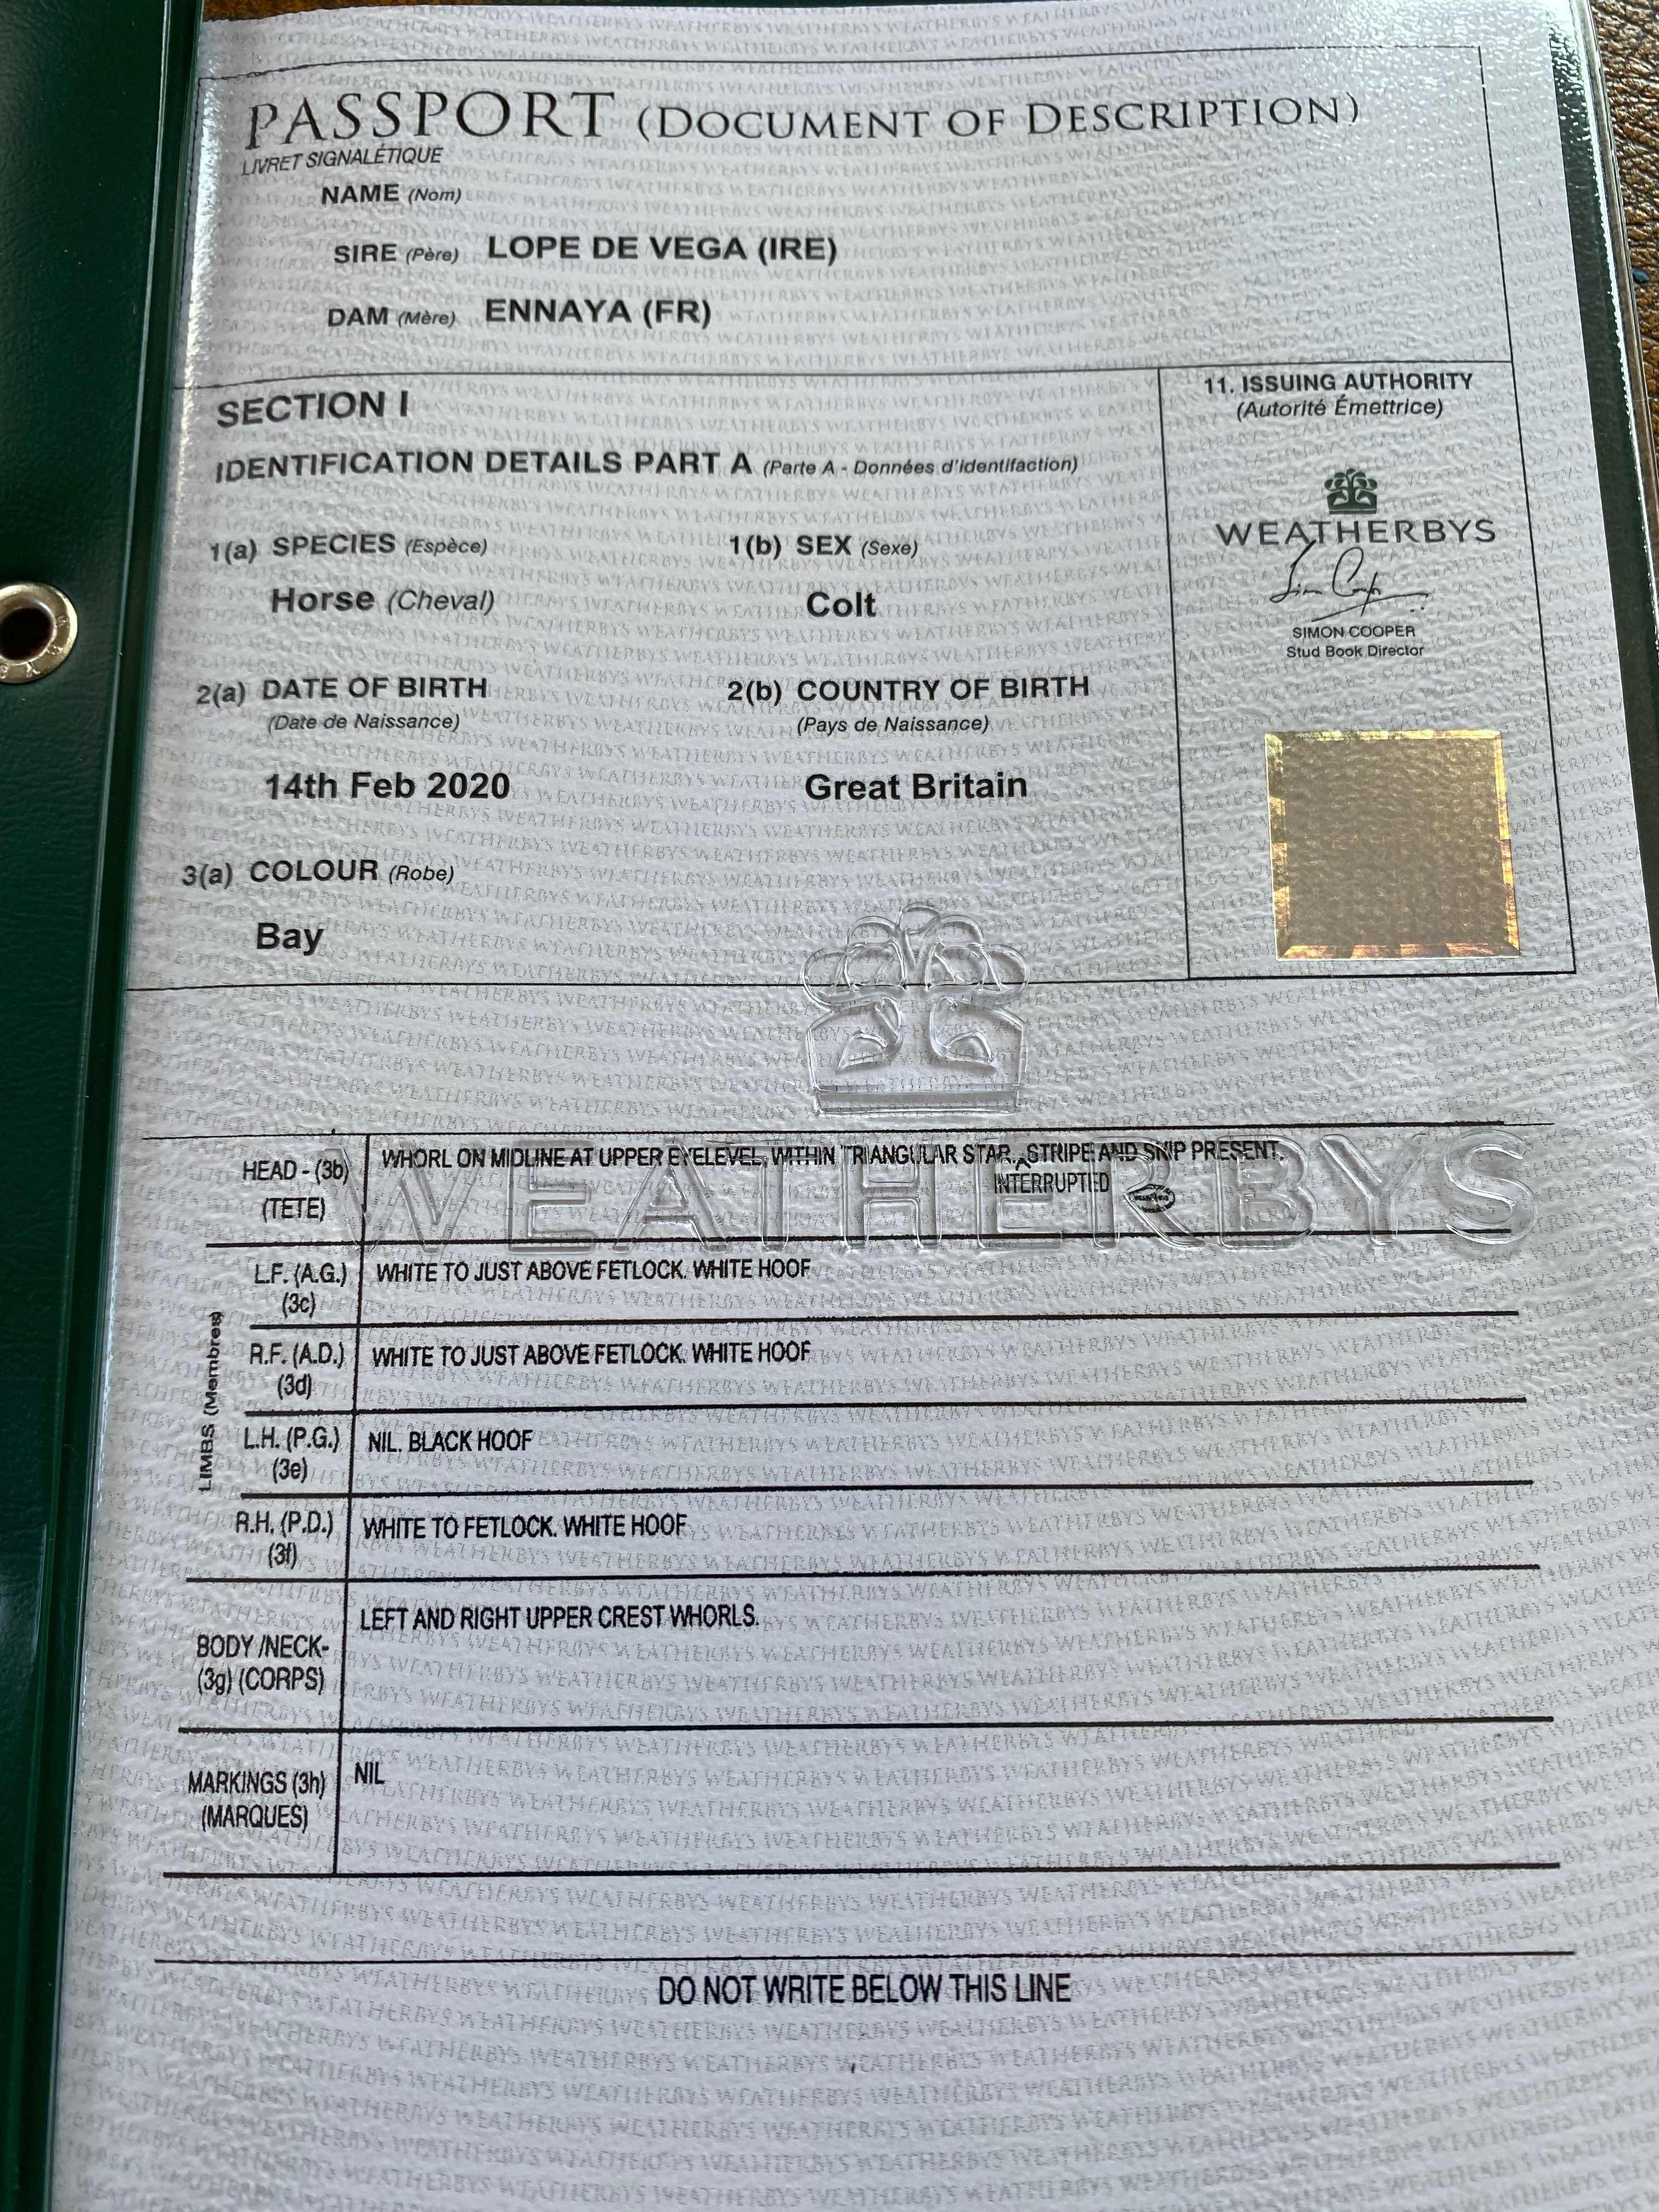 PASSPORT (DOCUMENT OF DESCRIPTION)
LIVRET SIGNALÉTIQUE
NAME (Nom)
SIRE (Père) LOPE DE VEGA (IRE)
DAM (Mère) ENNAYA (FR)
SECTION I
IDENTIFICATION DETAILS PART A (Parte A - Données d'identifaction)
1(a) SPECIES (Espèce)
Horse (Cheval)
1(b) SEX (Sexe)
Colt
2(a) DATE OF BIRTH
(Date de Naissance)
14th Feb 2020
2(b) COUNTRY OF BIRTH
(Pays de Naissance)
Great Britain
3(a) COLOUR (Robe)
Bay
11. ISSUING AUTHORITY
(Autorité Émettrice)
WEATHERBYS
SIMON COOPER
Stud Book Director
WEATHERBYS
HEAD - (3b)
(TETE)
WHORL ON MIDLINE AT UPPER EYELEVEL, WITHIN TRIANGULAR STAR. STRIPE AND SNIP PRESENT.
INTERRUPTED
LIMBS (Membres)
L.F. (A.G.)
(3c)
WHITE TO JUST ABOVE FETLOCK. WHITE HOOF
R.F. (A.D.)
(3d)
WHITE TO JUST ABOVE FETLOCK. WHITE HOOF
L.H. (P.G.)
(3e)
NIL. BLACK HOOF
R.H. (P.D.)
(3f)
WHITE TO FETLOCK. WHITE HOOF
BODY /NECK-
(3g) (CORPS)
LEFT AND RIGHT UPPER CREST WHORLS.
MARKINGS (3h)
(MARQUES)
NIL
DO NOT WRITE BELOW THIS LINE